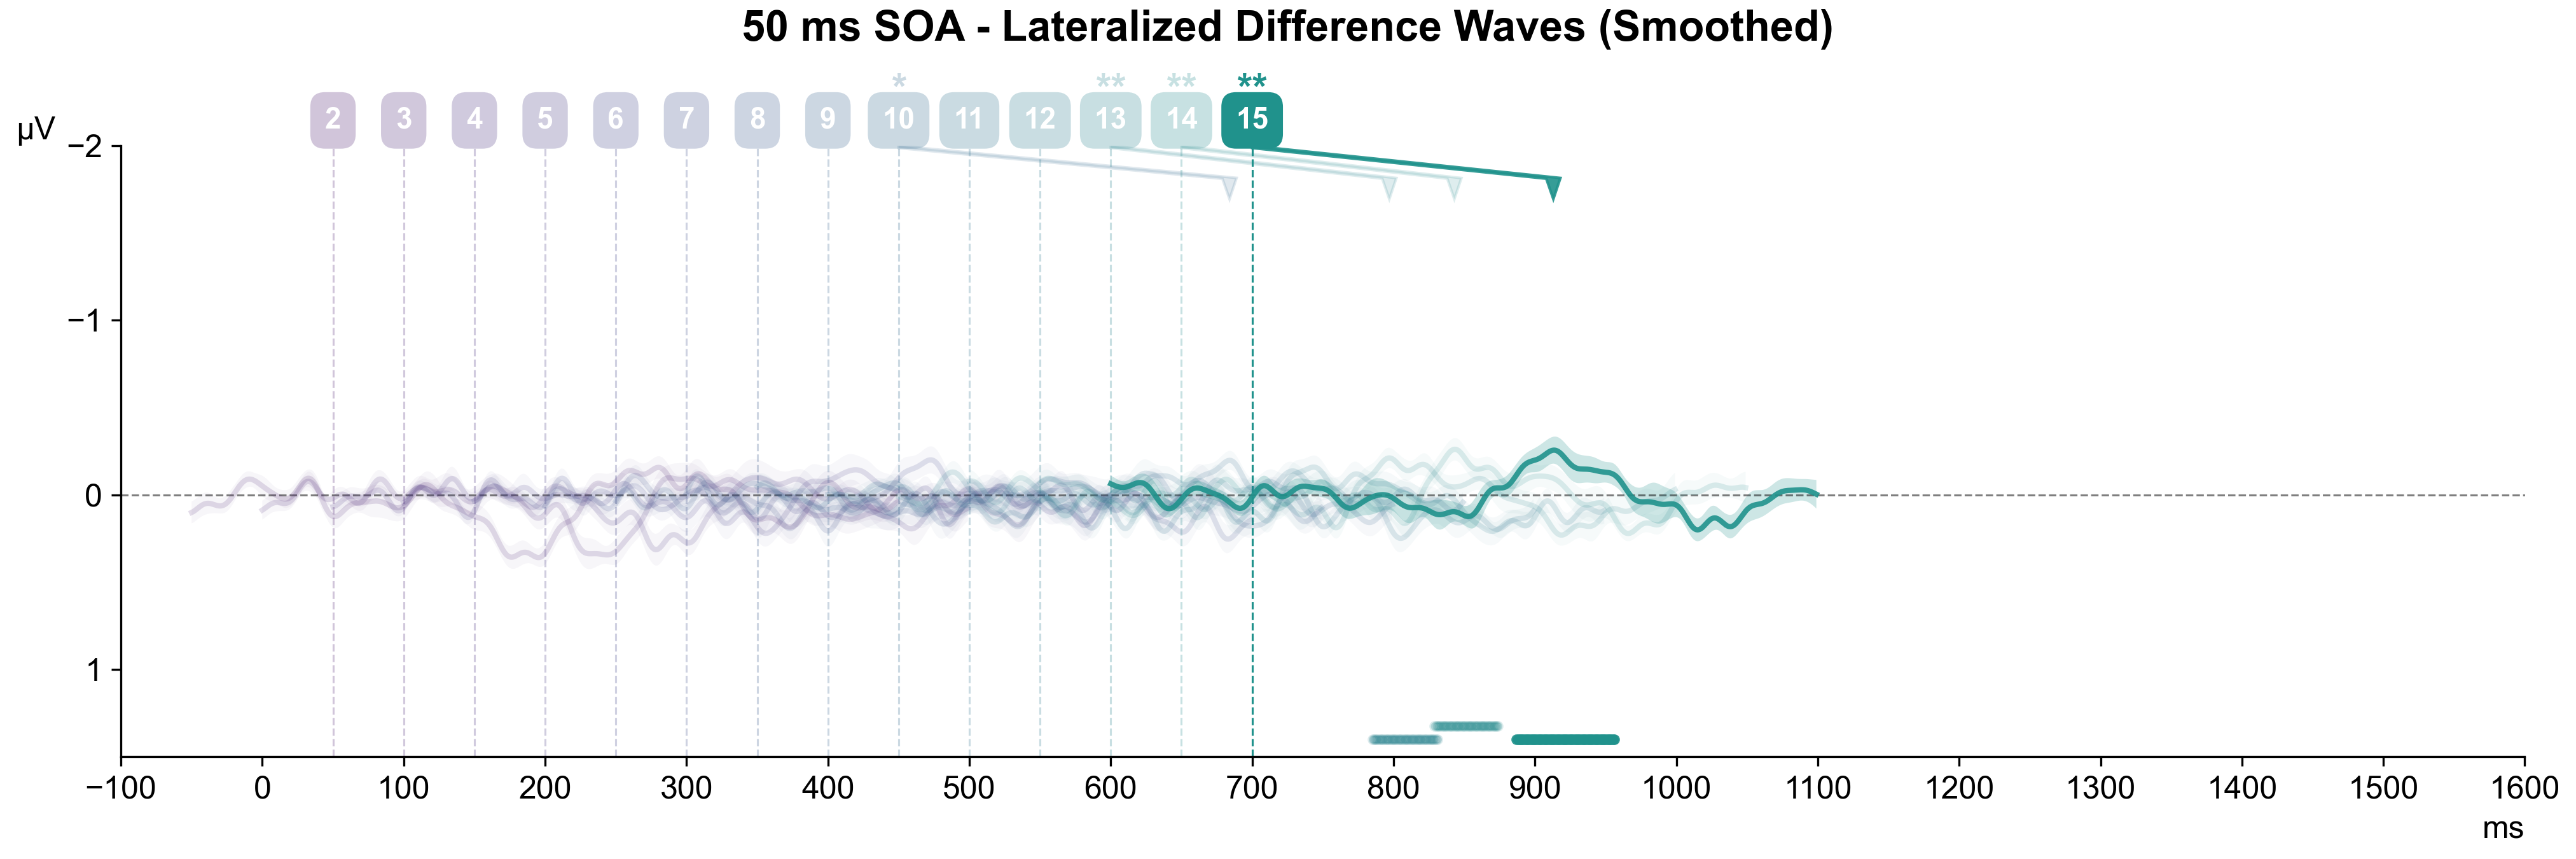 50 ms SOA - Lateralized Difference Waves (Smoothed)
* ** ** **
2 3 4 5 6 7 8 9 10 11 12 13 14 15
µV
−2
−1
0
1
−100 0 100 200 300 400 500 600 700 800 900 1000 1100 1200 1300 1400 1500 1600
ms